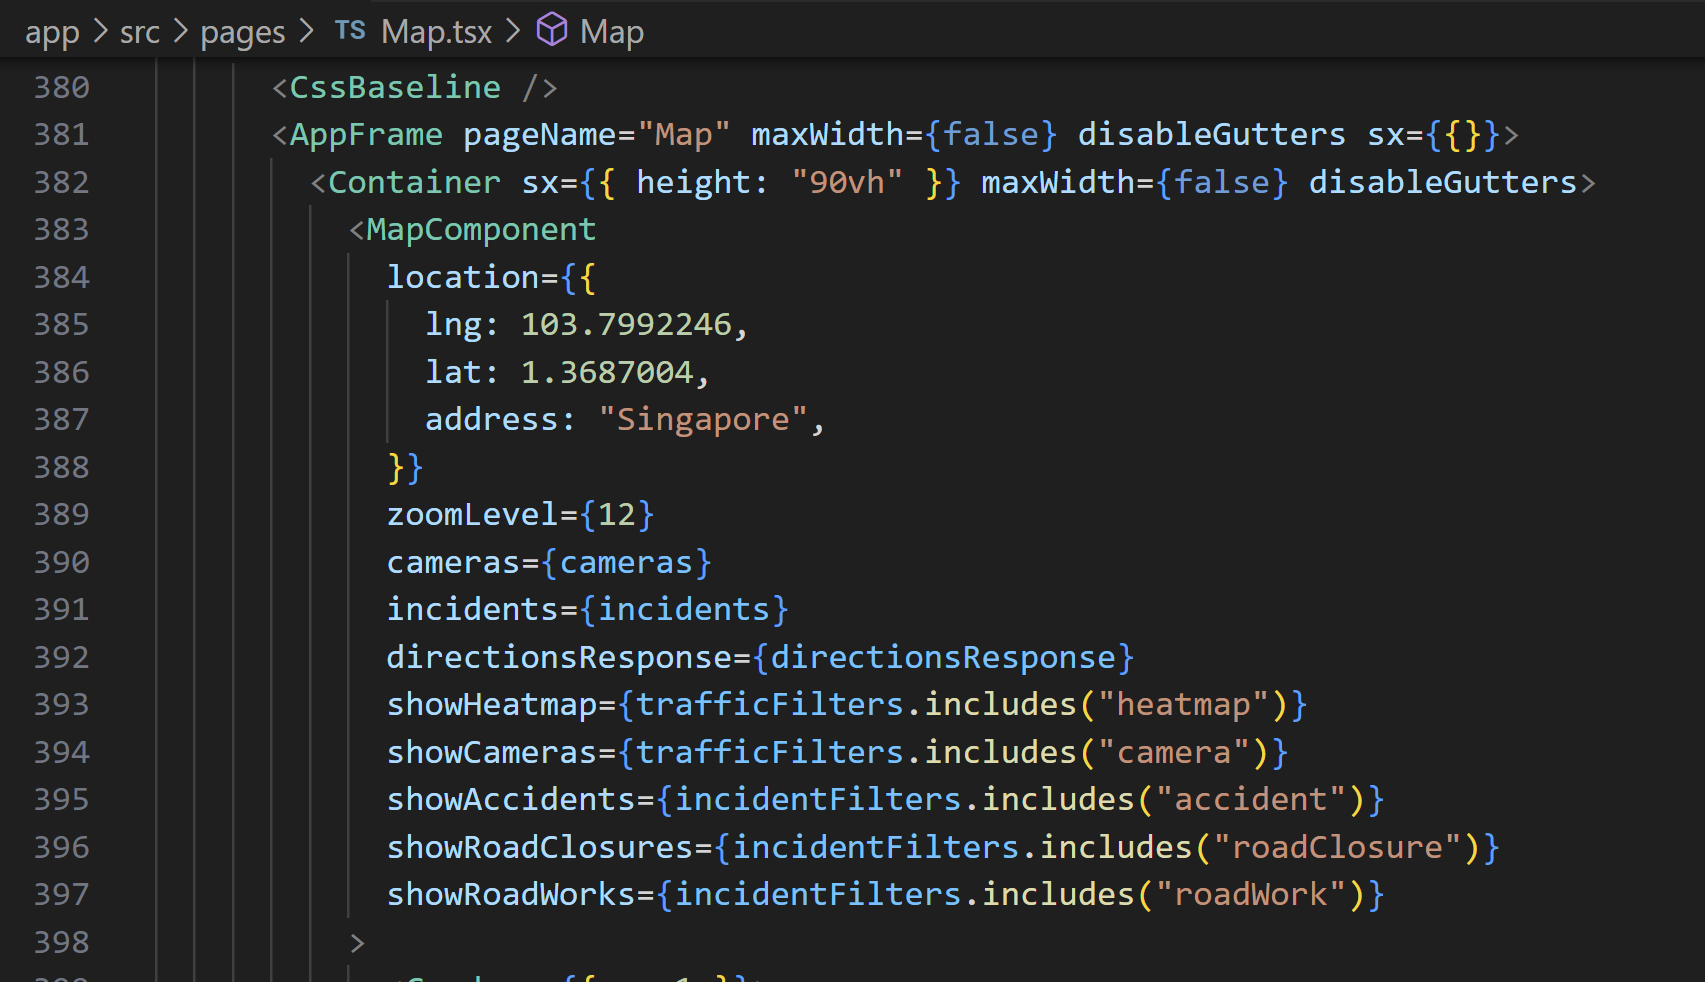 app > src > pages > TS Map.tsx > Map
380 <CssBaseline />
381 <AppFrame pageName="Map" maxWidth={false} disableGutters sx={{}}>
382 <Container sx={{ height: "90vh" }} maxWidth={false} disableGutters>
383 <MapComponent
384 location={{
385 lng: 103.7992246,
386 lat: 1.3687004,
387 address: "Singapore",
388 }}
389 zoomLevel={12}
390 cameras={cameras}
391 incidents={incidents}
392 directionsResponse={directionsResponse}
393 showHeatmap={trafficFilters.includes("heatmap")}
394 showCameras={trafficFilters.includes("camera")}
395 showAccidents={incidentFilters.includes("accident")}
396 showRoadClosures={incidentFilters.includes("roadClosure")}
397 showRoadWorks={incidentFilters.includes("roadWork")}
398 >